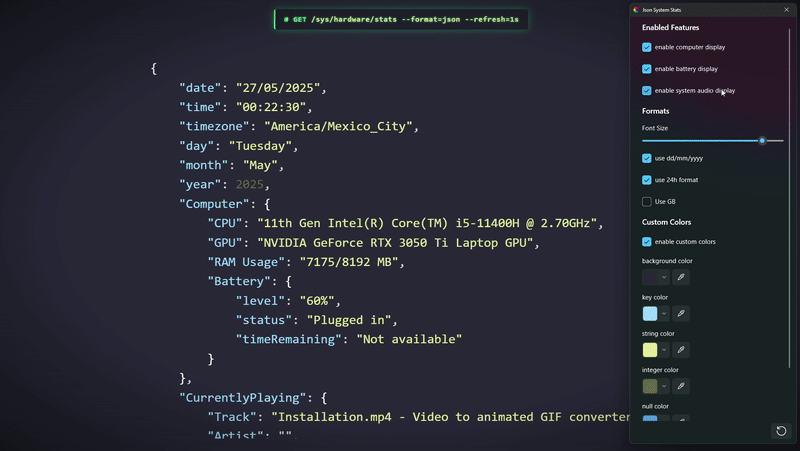 # GET /sys/hardware/stats --format=json --refresh=1s
{
"date": "27/05/2025",
"time": "00:22:30",
"timezone": "America/Mexico_City",
"day": "Tuesday",
"month": "May",
"year": 2025,
"Computer": {
"CPU": "11th Gen Intel(R) Core(TM) i5-11400H @ 2.70GHz",
"GPU": "NVIDIA GeForce RTX 3050 Ti Laptop GPU",
"RAM Usage": "7175/8192 MB",
"Battery": {
"level": "60%",
"status": "Plugged in",
"timeRemaining": "Not available"
}
},
"CurrentlyPlaying": {
"Track": "Installation.mp4 - Video to animated GIF converter
"Artist": "",
Json System Stats
Enabled Features
enable computer display
enable battery display
enable system audio display
Formats
Font Size
use dd/mm/yyyy
use 24h format
Use GB
Custom Colors
enable custom colors
background color
key color
string color
integer color
null color